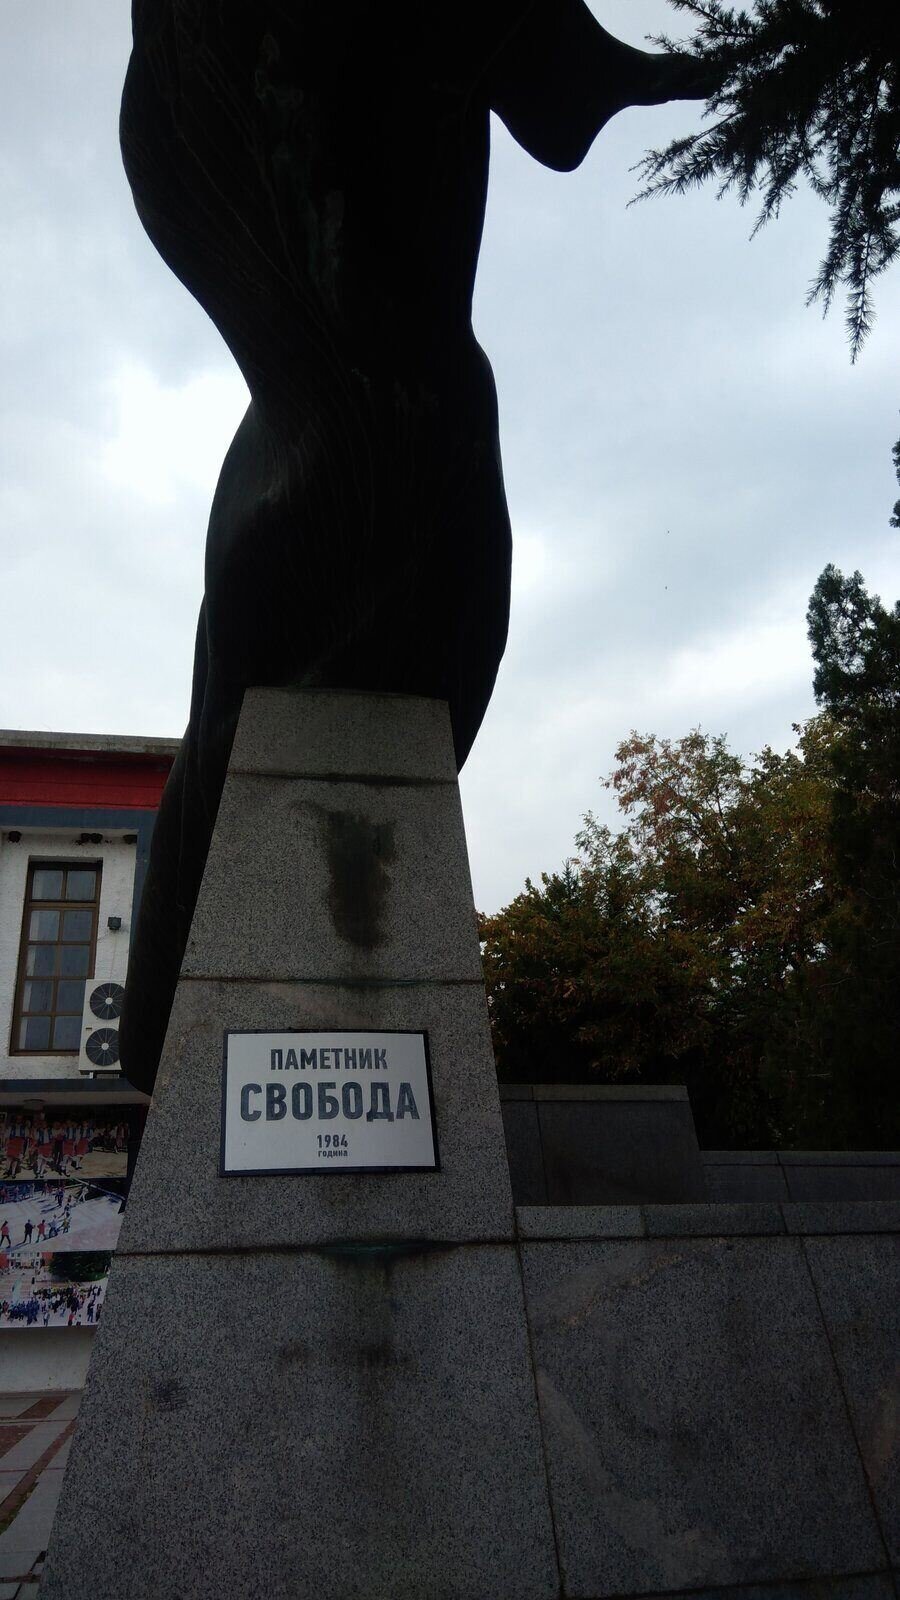 ПАМЕТНИК
СВОБОДА
1984
година